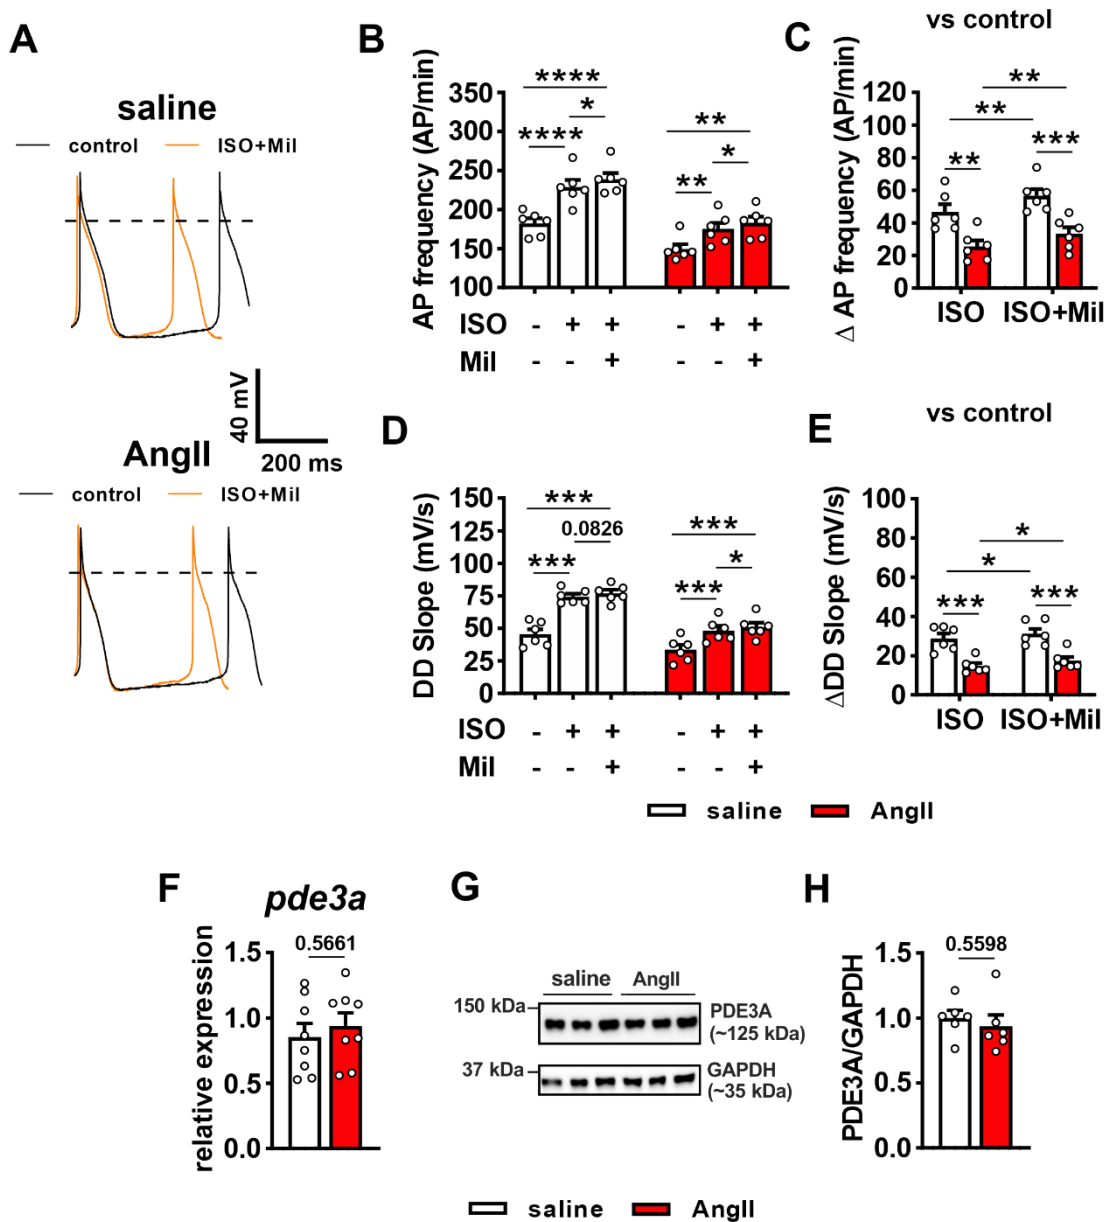 A
saline
control
ISO+Mil
40 mV
200 ms
AngII
control
ISO+Mil
B
AP frequency (AP/min)
350
300
250
200
150
100
****
*
****
**
*
**
ISO
- + + - + +
Mil
- - + - - +
C
vs control
△ AP frequency (AP/min)
120
100
80
60
40
20
0
**
**
**
***
ISO
ISO+Mil
D
DD Slope (mV/s)
150
125
100
75
50
25
0
***
0.0826
***
***
*
***
ISO
- + + - + +
Mil
- - + - - +
E
vs control
△DD Slope (mV/s)
100
80
60
40
20
0
*
*
***
***
ISO
ISO+Mil
saline
AngII
F
pde3a
relative expression
1.5
1.0
0.5
0.0
0.5661
G
saline
AngII
150 kDa
PDE3A
(~125 kDa)
37 kDa
GAPDH
(~35 kDa)
H
PDE3A/GAPDH
1.5
1.0
0.5
0.0
0.5598
saline
AngII